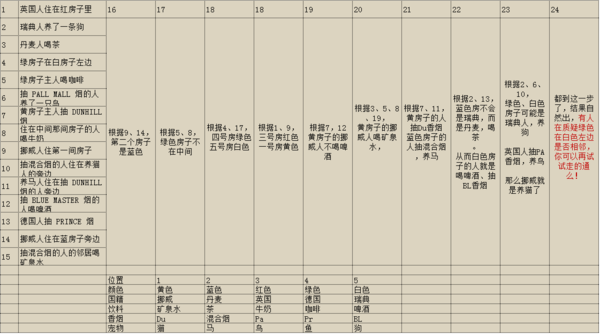 1 英国人住在红房子里 16 17 18 18 19 20 21 22 23 24
2 瑞典人养了一条狗
3 丹麦人喝茶
4 绿房子在白房子左边
5 绿房子主人喝咖啡
6 抽 PALL MALL 烟的人
养了一只鸟
7 黄房子主人抽 DUNHILL
烟
8 住在中间那间房子的人
喝牛奶
9 挪威人住第一间房子
10 抽混烟的人住在养猫
人的旁边
11 养马人住在抽 DUNHILL
烟的人旁边
12 抽 BLUE MASTER 烟的人
喝啤酒
13 德国人抽 PRINCE 烟
14 挪威人住在蓝房子旁边
15 抽混合烟的人的邻居喝
矿泉水
根据9、14,
第二个房子
是蓝色
根据5、8,
绿色房子不
在中间
根据4、17,
四号房绿色
五号房白色
根据1、9,
三号房红色
一号房黄色
根据7,12
黄房子的挪
威人不喝啤
酒
根据3、5、8
、19,
黄房子的挪
威人喝矿泉
水,
根据7、11,
黄房子的人
抽Du香烟
蓝色房子的
人抽混合烟
,养马
根据2、13,
蓝色房不会
是瑞典,而
是丹麦,喝
茶
。
从而白色房
子的人就是
喝啤酒、抽
BL香烟
根据2、6、
10,
绿色、白色
房子可能是
瑞典人,养
狗
英国人抽PA
香烟,养鸟
那么挪威就
是养猫了
都到这一步
了,结果自
然出,有人
在质疑绿色
在白色左边
是否相邻,
你可以再试
试走的通
么!
位置 1 2 3 4 5
颜色 黄色 蓝色 红色 绿色 白色
国籍 挪威 丹麦 英国 德国 瑞典
饮料 矿泉水 茶 牛奶 咖啡 啤酒
香烟 Du 混合烟 Pa Pr BL
宠物 猫 马 鸟 鱼 狗